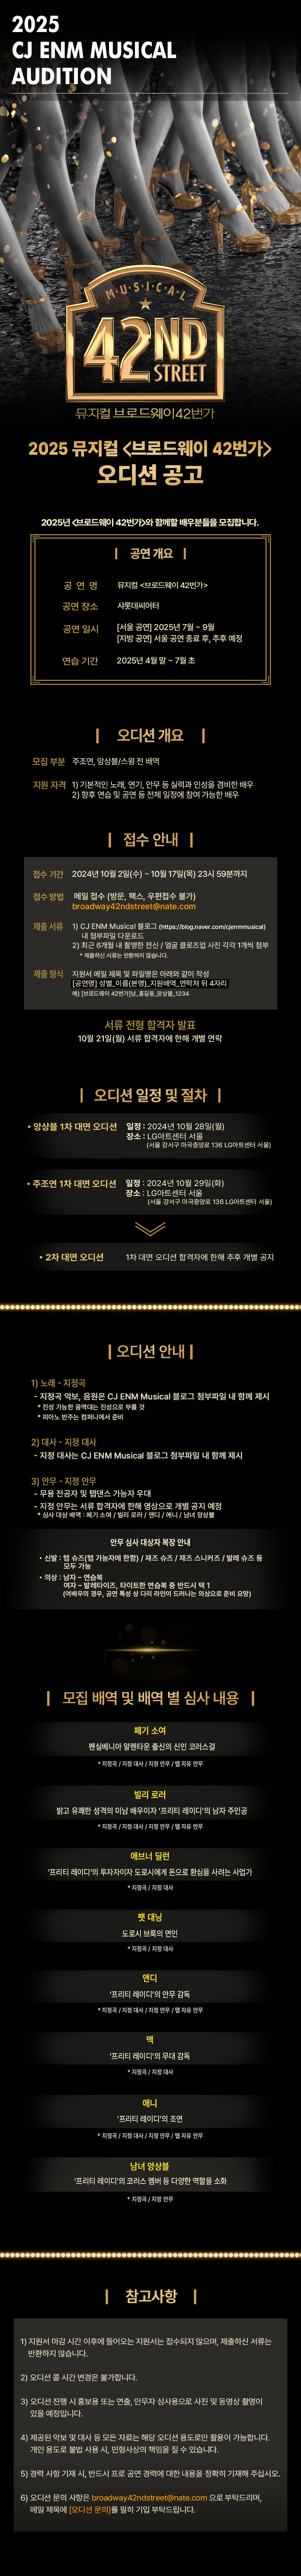 2025
CJ ENM MUSICAL
AUDITION
MUSICAL
42ND
STREET
뮤지컬 브로드웨이42번가
2025 뮤지컬 <브로드웨이 42번가>
오디션 공고
2025년 <브로드웨이 42번가>와 함께할 배우분들을 모집합니다.
공연 개요
공 연 명 뮤지컬 <브로드웨이 42번가>
공연 장소 샤롯데씨어터
공연 일시 [서울 공연] 2025년 7월 ~ 9월
[지방 공연] 서울 공연 종료 후, 추후 예정
연습 기간 2025년 4월 말 ~ 7월 초
오디션 개요
모집 부분 주조연, 앙상블/스윙 전 배역
지원 자격 1) 기본적인 노래, 연기, 안무 등 실력과 인성을 겸비한 배우
2) 향후 연습 및 공연 등 전체 일정에 참여 가능한 배우
접수 안내
접수 기간 2024년 10월 2일(수) ~ 10월 17일(목) 23시 59분까지
접수 방법 메일 접수 (방문, 팩스, 우편접수 불가)
broadway42ndstreet@nate.com
제출 서류 1) CJ ENM Musical 블로그 (https://blog.naver.com/cjenmmusical)
내 첨부파일 다운로드
2) 최근 6개월 내 촬영한 전신 / 얼굴 클로즈업 사진 각각 1개씩 첨부
* 제출하신 서류는 반환하지 않습니다.
제출 형식 지원서 메일 제목 및 파일명은 아래와 같이 작성
[공연명] 성별_이름(본명)_지원배역_연락처 뒤 4자리
예) [브로드웨이 42번가]남_홍길동_앙상블_1234
서류 전형 합격자 발표
10월 21일(월) 서류 합격자에 한해 개별 연락
오디션 일정 및 절차
• 앙상블 1차 대면 오디션 일정 : 2024년 10월 28일(월)
장소 : LG아트센터 서울
(서울 강서구 마곡중앙로 136 LG아트센터 서울)
• 주조연 1차 대면 오디션 일정 : 2024년 10월 29일(화)
장소 : LG아트센터 서울
(서울 강서구 마곡중앙로 136 LG아트센터 서울)
• 2차 대면 오디션 1차 대면 오디션 합격자에 한해 추후 개별 공지
오디션 안내
1) 노래 - 지정곡
- 지정곡 악보, 음원은 CJ ENM Musical 블로그 첨부파일 내 함께 제시
* 진성 가능한 음역대는 진성으로 부를 것
* 피아노 반주는 컴퍼니에서 준비
2) 대사 - 지정 대사
- 지정 대사는 CJ ENM Musical 블로그 첨부파일 내 함께 제시
3) 안무 - 지정 안무
- 무용 전공자 및 탭댄스 가능자 우대
- 지정 안무는 서류 합격자에 한해 영상으로 개별 공지 예정
* 심사 대상 배역 : 페기 소여 / 빌리 로러 / 앤디 / 애니 / 남녀 앙상블
안무 심사 대상자 복장 안내
• 신발 : 탭 슈즈(탭 가능자에 한함) / 재즈 슈즈 / 재즈 스니커즈 / 발레 슈즈 등
모두 가능
• 의상 : 남자 – 연습복
여자 – 발레타이즈, 타이트한 연습복 중 반드시 택 1
(여배우의 경우, 공연 특성 상 다리 라인이 드러나는 의상으로 준비 요망)
모집 배역 및 배역 별 심사 내용
페기 소여
펜실베니아 알렌타운 출신의 신인 코러스걸
* 지정곡 / 지정 대사 / 지정 안무 / 탭 자유 안무
빌리 로러
밝고 유쾌한 성격의 미남 배우이자 '프리티 레이디'의 남자 주인공
* 지정곡 / 지정 대사 / 지정 안무 / 탭 자유 안무
애브너 딜런
'프리티 레이디'의 투자자이자 도로시에게 돈으로 환심을 사려는 사업가
* 지정곡 / 지정 대사
팻 대닝
도로시 브룩의 연인
* 지정곡 / 지정 대사
앤디
'프리티 레이디'의 안무 감독
* 지정곡 / 지정 대사 / 지정 안무 / 탭 자유 안무
맥
'프리티 레이디'의 무대 감독
* 지정곡 / 지정 대사
애니
'프리티 레이디'의 조연
* 지정곡 / 지정 대사 / 지정 안무 / 탭 자유 안무
남녀 앙상블
'프리티 레이디'의 코러스 멤버 등 다양한 역할을 소화
* 지정곡 / 지정 안무
참고사항
1) 지원서 마감 시간 이후에 들어오는 지원서는 접수되지 않으며, 제출하신 서류는
반환하지 않습니다.
2) 오디션 콜 시간 변경은 불가합니다.
3) 오디션 진행 시 홍보용 또는 연출, 안무자 심사용으로 사진 및 동영상 촬영이
있을 예정입니다.
4) 제공된 악보 및 대사 등 모든 자료는 해당 오디션 용도로만 활용이 가능합니다.
개인 용도로 불법 사용 시, 민형사상의 책임을 질 수 있습니다.
5) 경력 사항 기재 시, 반드시 프로 공연 경력에 대한 내용을 정확히 기재해 주십시오.
6) 오디션 문의 사항은 broadway42ndstreet@nate.com 으로 부탁드리며,
메일 제목에 [오디션 문의]를 필히 기입 부탁드립니다.